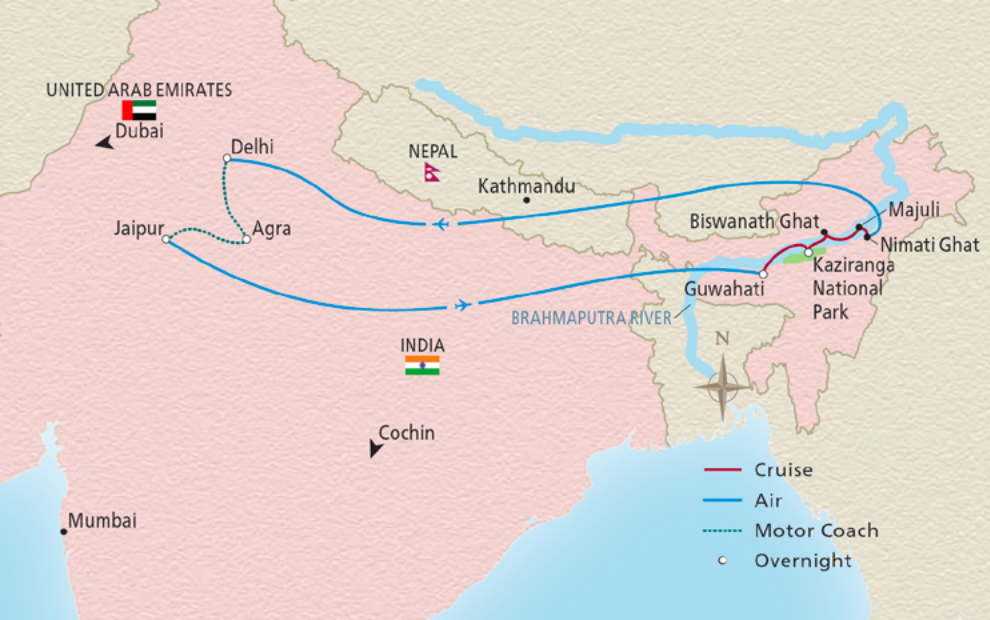 UNITED ARAB EMIRATES
Dubai
Delhi
NEPAL
Kathmandu
Jaipur
Agra
Biswanath Ghat
Majuli
Nimati Ghat
Kaziranga
National
Park
Guwahati
BRAHMAPUTRA RIVER
N
INDIA
Cochin
Mumbai
Cruise
Air
Motor Coach
Overnight